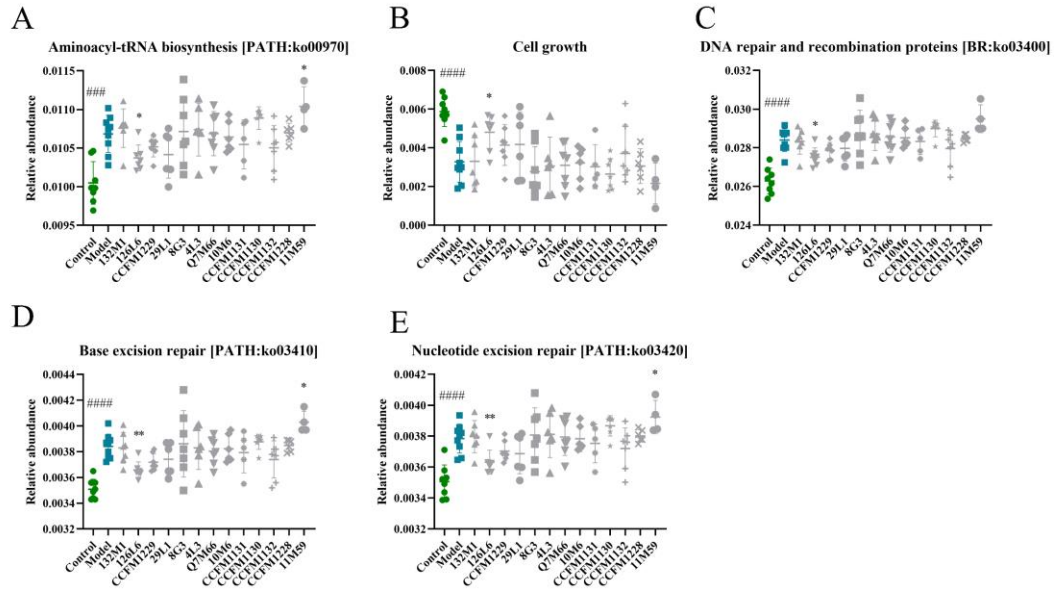 A
Aminoacyl-tRNA biosynthesis [PATH:ko00970]
Relative abundance
0.0115
0.0110
0.0105
0.0100
0.0095
###
*
*
Control
Model
132M1
126L6
CCFM1229
29L1
8G3
4L3
Q7M66
10M6
CCFM1131
CCFM1130
CCFM1132
CCFM1228
11M59
B
Cell growth
Relative abundance
0.008
0.006
0.004
0.002
0.000
####
*
Control
Model
132M1
126L6
CCFM1229
29L1
8G3
4L3
Q7M66
10M6
CCFM1131
CCFM1130
CCFM1132
CCFM1228
11M59
C
DNA repair and recombination proteins [BR:ko03400]
Relative abundance
0.032
0.030
0.028
0.026
0.024
####
*
Control
Model
132M1
126L6
CCFM1229
29L1
8G3
4L3
Q7M66
10M6
CCFM1131
CCFM1130
CCFM1132
CCFM1228
11M59
D
Base excision repair [PATH:ko03410]
Relative abundance
0.0044
0.0042
0.0040
0.0038
0.0036
0.0034
0.0032
####
**
*
Control
Model
132M1
126L6
CCFM1229
29L1
8G3
4L3
Q7M66
10M6
CCFM1131
CCFM1130
CCFM1132
CCFM1228
11M59
E
Nucleotide excision repair [PATH:ko03420]
Relative abundance
0.0042
0.0040
0.0038
0.0036
0.0034
0.0032
####
**
*
Control
Model
132M1
126L6
CCFM1229
29L1
8G3
4L3
Q7M66
10M6
CCFM1131
CCFM1130
CCFM1132
CCFM1228
11M59